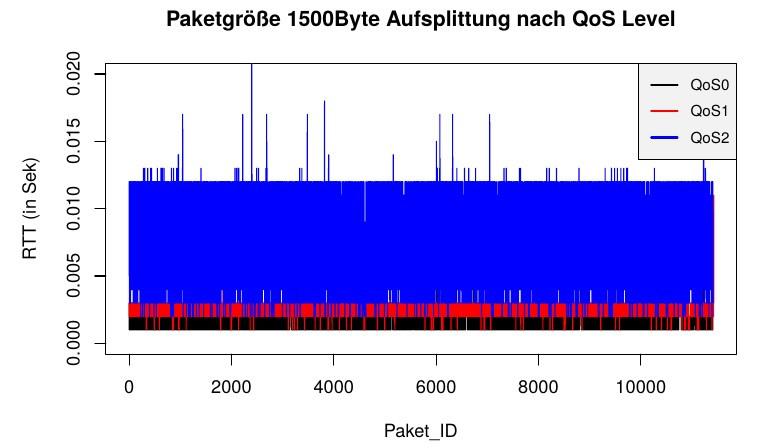 Paketgröße 1500Byte Aufsplittung nach QoS Level
RTT (in Sek)
0.020
0.015
0.010
0.005
0.000
QoS0
QoS1
QoS2
0 2000 4000 6000 8000 10000
Paket_ID